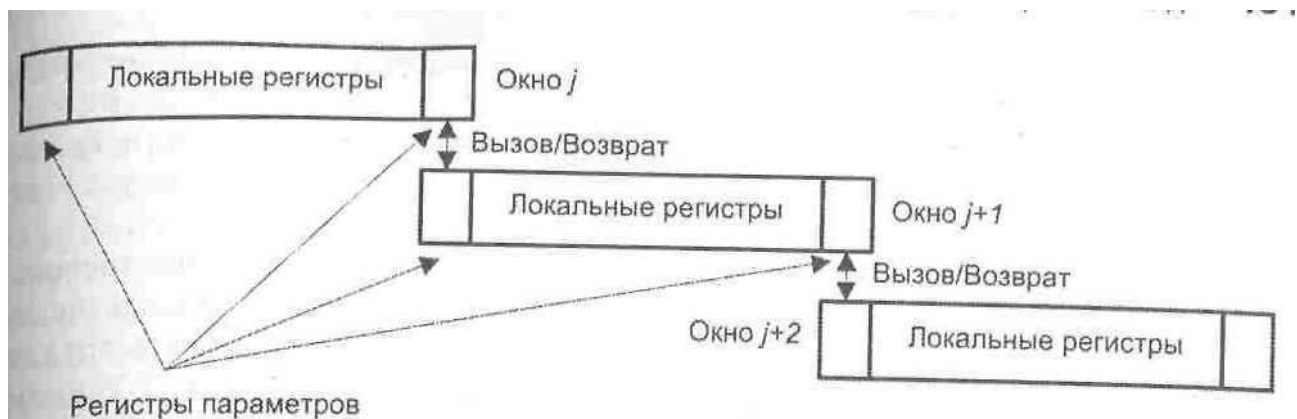 Локальные регистры
Окно j
Вызов/Возврат
Локальные регистры
Окно j+1
Вызов/Возврат
Окно j+2
Локальные регистры
Регистры параметров